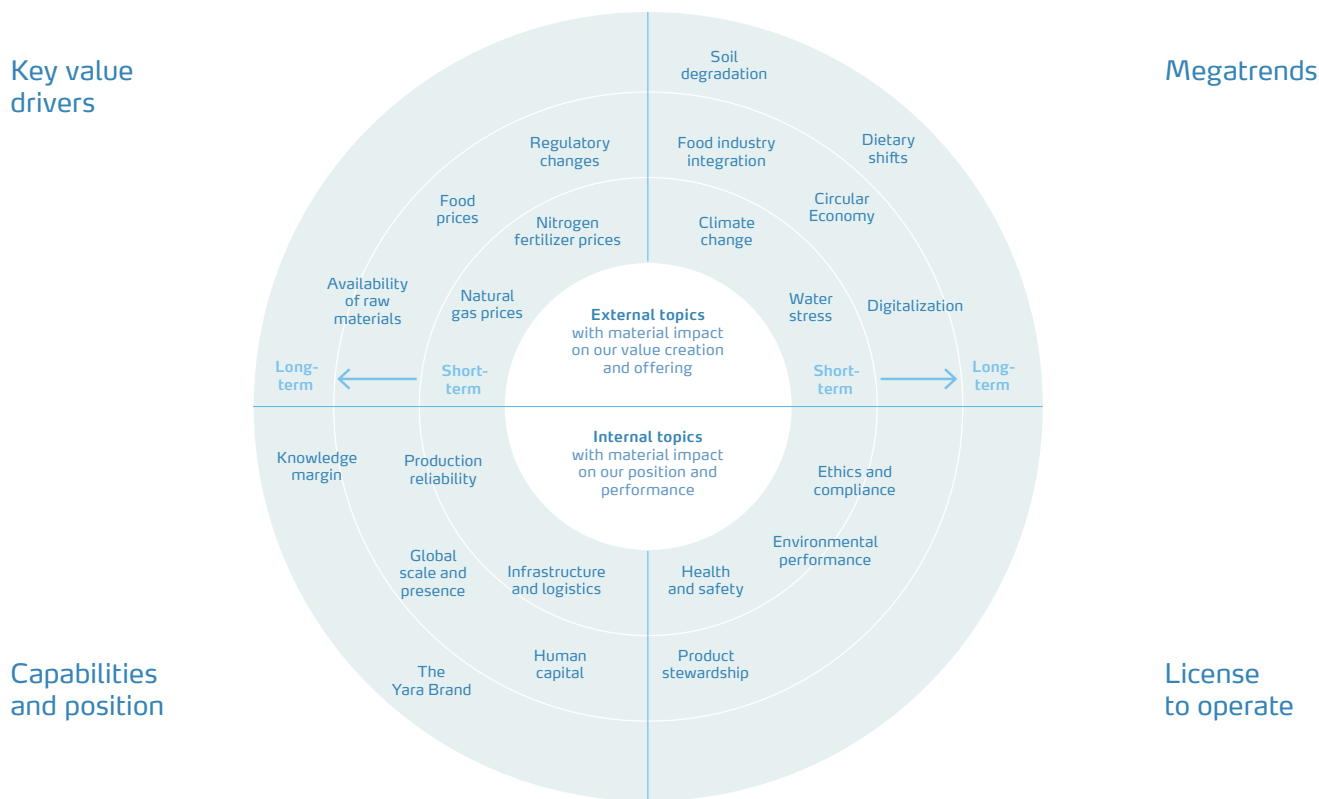 Key value
drivers
Megatrends
Soil
degradation
Regulatory
changes
Food industry
integration
Dietary
shifts
Food
prices
Circular
Economy
Nitrogen
fertilizer prices
Climate
change
Availability
of raw
materials
Natural
gas prices
Water
stress
Digitalization
External topics
with material impact
on our value creation
and offering
Long-
term
Short-
term
Short-
term
Long-
term
Internal topics
with material impact
on our position and
performance
Knowledge
margin
Production
reliability
Ethics and
compliance
Environmental
performance
Global
scale and
presence
Infrastructure
and logistics
Health
and safety
The
Yara Brand
Human
capital
Product
stewardship
Capabilities
and position
License
to operate